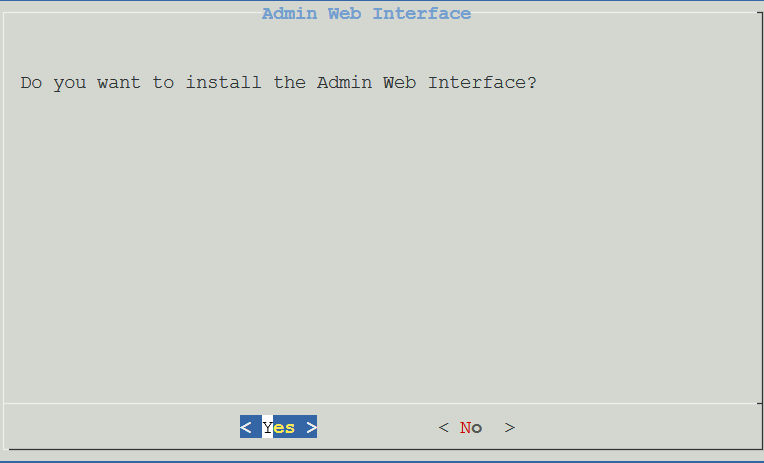 Admin Web Interface
Do you want to install the Admin Web Interface?
< Yes > < No >